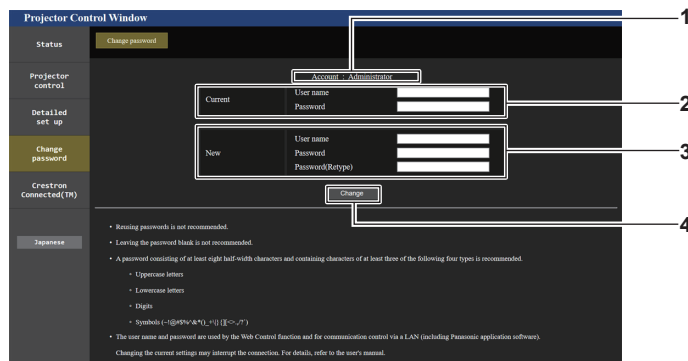 Projector Control Window
1
Status
Change password
Account : Administrator
Projector control
Current
User name
Password
2
Detailed set up
New
User name
Password
Password(Retype)
3
Change password
Change
4
Crestron Connected(TM)
Japanese
• Reusing passwords is not recommended.
• Leaving the password blank is not recommended.
• A password consisting of at least eight half-width characters and containing characters of at least three of the following four types is recommended.
• Uppercase letters
• Lowercase letters
• Digits
• Symbols
• The user name and password are used by the Web Control function and for communication control via a LAN (including Panasonic application software).
Changing the current settings may interrupt the connection. For details, refer to the user's manual.